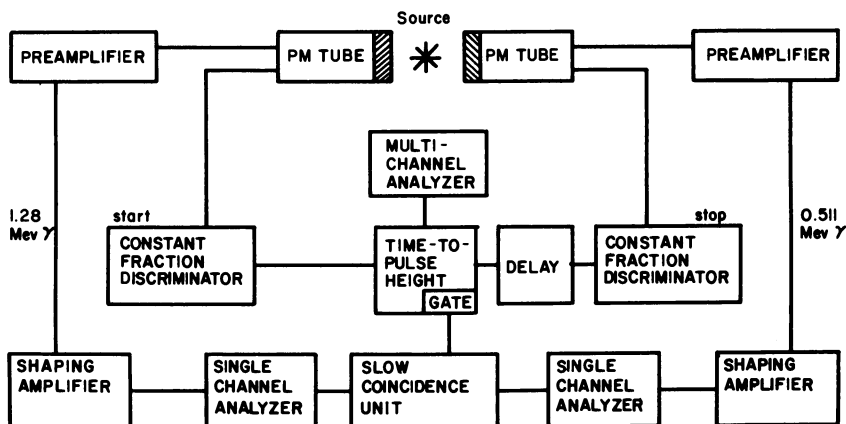 Source
PREAMPLIFIER
PM TUBE
PM TUBE
PREAMPLIFIER
MULTI-
CHANNEL
ANALYZER
1.28
Mev γ
start
CONSTANT
FRACTION
DISCRIMINATOR
TIME-TO-
PULSE
HEIGHT
GATE
DELAY
stop
CONSTANT
FRACTION
DISCRIMINATOR
0.511
Mev γ
SHAPING
AMPLIFIER
SINGLE
CHANNEL
ANALYZER
SLOW
COINCIDENCE
UNIT
SINGLE
CHANNEL
ANALYZER
SHAPING
AMPLIFIER